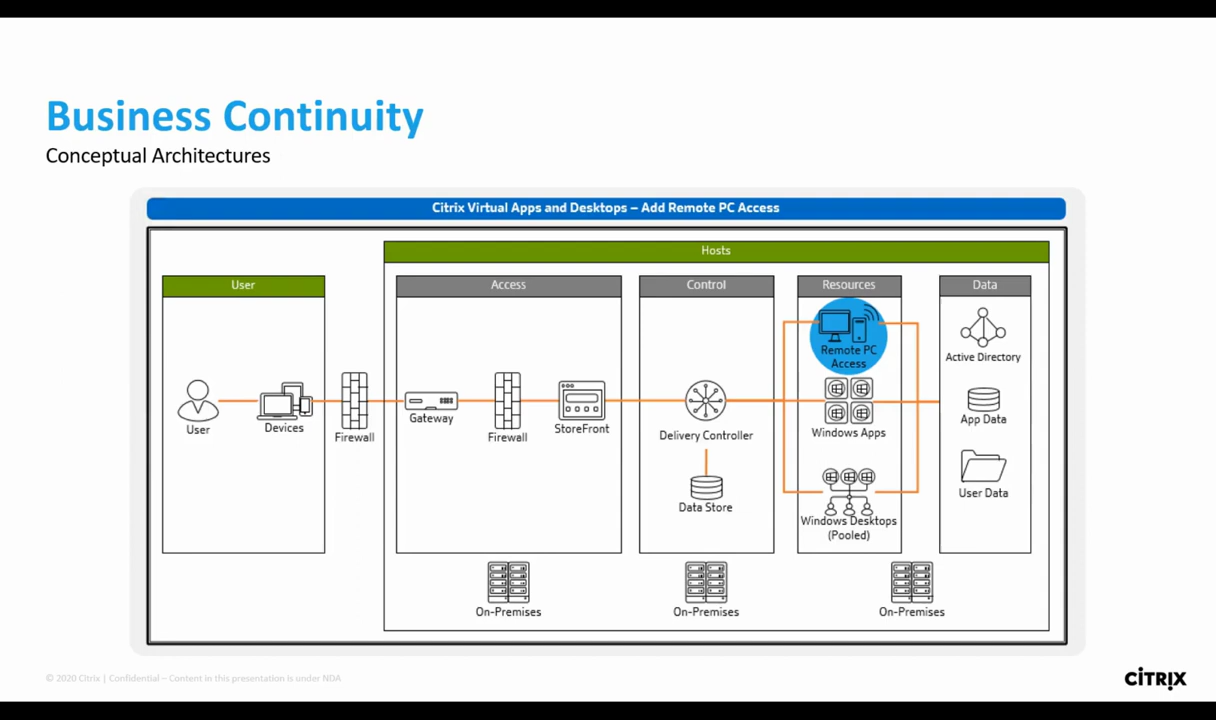 Business Continuity
Conceptual Architectures
Citrix Virtual Apps and Desktops – Add Remote PC Access
Hosts
User
Access
Control
Resources
Data
Remote PC
Access
Active Directory
User
Devices
Firewall
Gateway
Firewall
StoreFront
Delivery Controller
Windows Apps
App Data
Data Store
User Data
Windows Desktops
(Pooled)
On-Premises
On-Premises
On-Premises
© 2020 Citrix | Confidential – Content in this presentation is under NDA
citrix